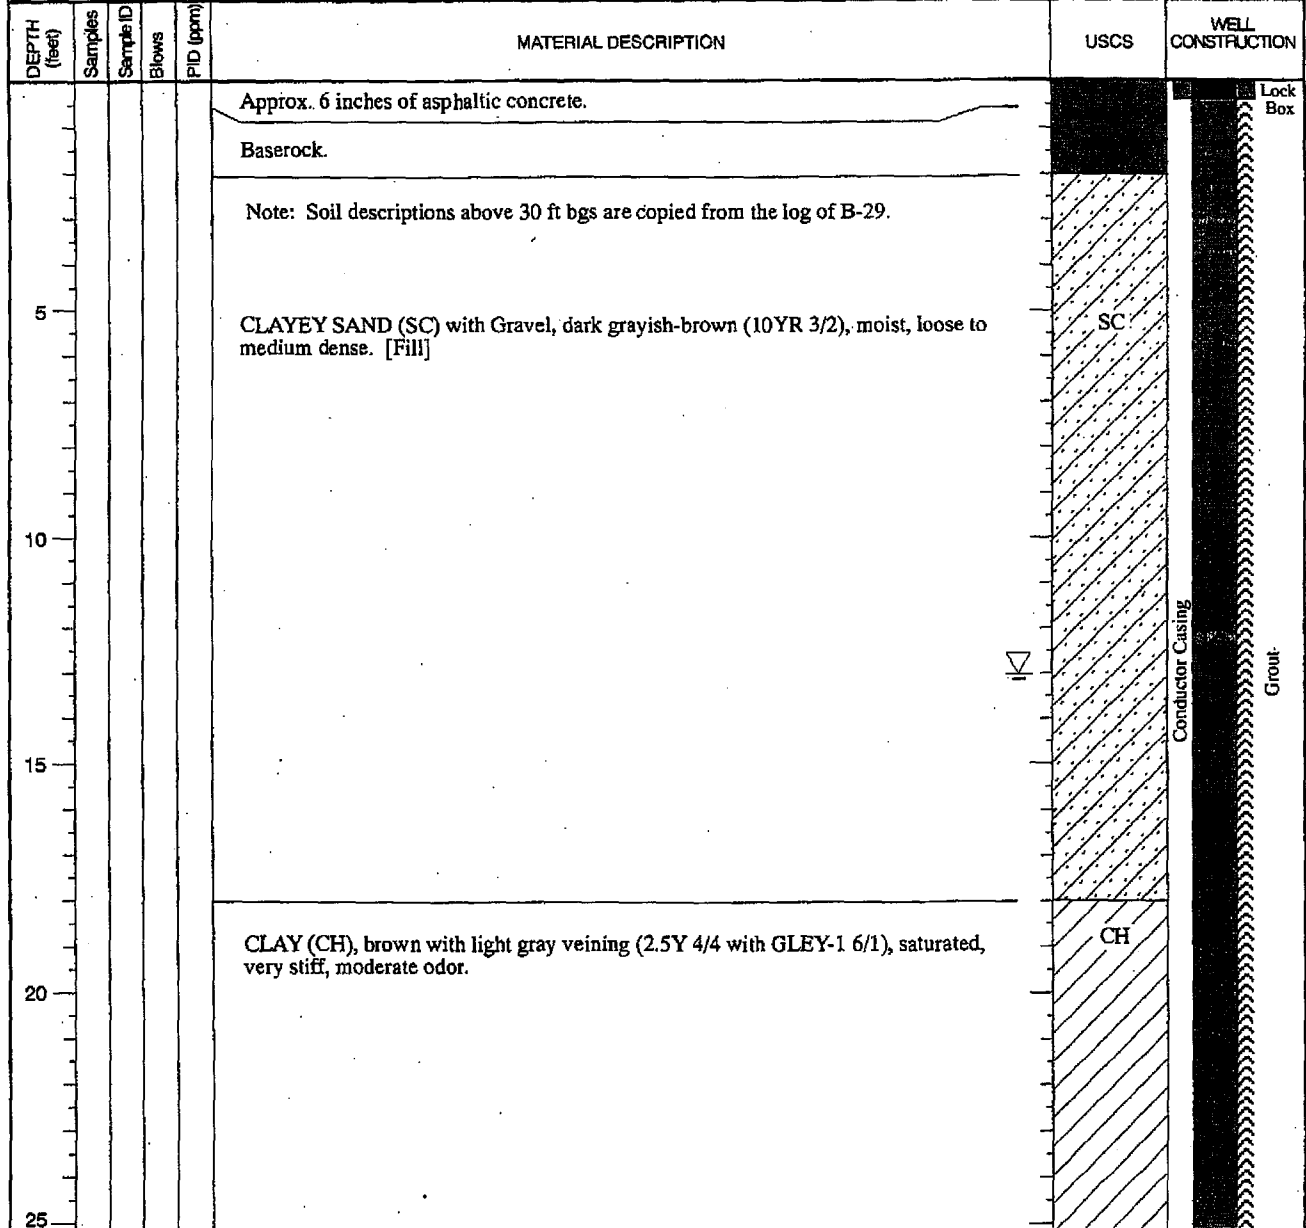 DEPTH (feet)
Samples
Sample ID
Blows
PID (ppm)
MATERIAL DESCRIPTION
USCS
WELL CONSTRUCTION
Approx. 6 inches of asphaltic concrete.
Lock
Box
Baserock.
Note: Soil descriptions above 30 ft bgs are copied from the log of B-29.
5
CLAYEY SAND (SC) with Gravel, dark grayish-brown (10YR 3/2), moist, loose to
medium dense. [Fill]
SC
10
Conductor Casing
Grout
15
CLAY (CH), brown with light gray veining (2.5Y 4/4 with GLEY-1 6/1), saturated,
very stiff, moderate odor.
CH
20
25